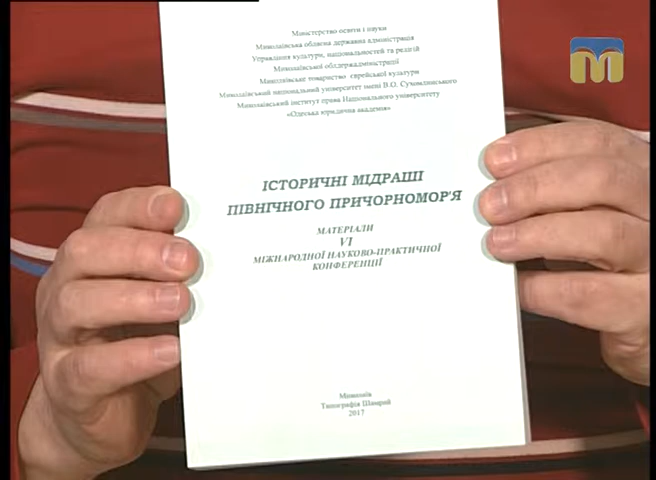 Міністерство освіти і науки
Миколаївська обласна державна адміністрація
Управління культури, національностей та релігій
Миколаївської облдержадміністрації
Миколаївське товариство єврейської культури
Миколаївський національний університет імені В.О. Сухомлинського
Миколаївський інститут права Національного університету
«Одеська юридична академія»
ІСТОРИЧНІ МІДРАШІ
ПІВНІЧНОГО ПРИЧОРНОМОР'Я
МАТЕРІАЛИ
VI
МІЖНАРОДНОЇ НАУКОВО-ПРАКТИЧНОЇ
КОНФЕРЕНЦІЇ
Миколаїв
Типографія Шамрай
2017